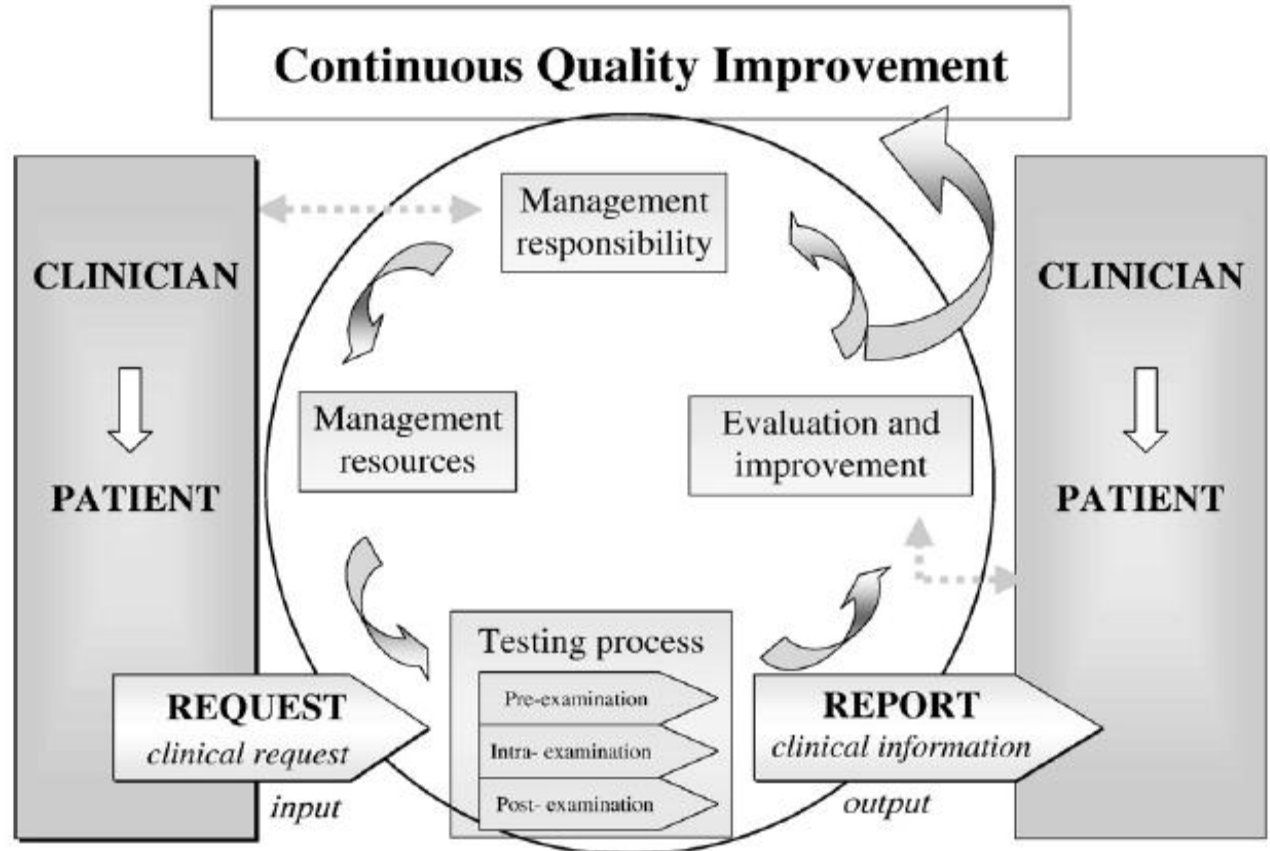 Continuous Quality Improvement
CLINICIAN
PATIENT
Management
responsibility
Management
resources
Evaluation and
improvement
CLINICIAN
PATIENT
REQUEST
clinical request
input
Testing process
Pre-examination
Intra- examination
Post- examination
REPORT
clinical information
output